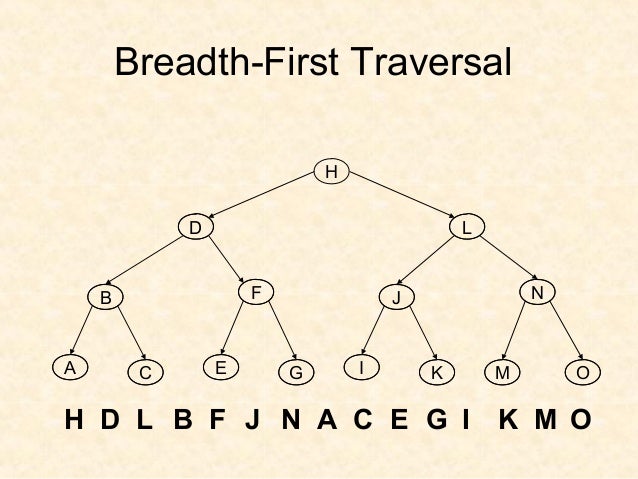 Breadth-First Traversal
H
D L
B F J N
A C E G I K M O
H D L B F J N A C E G I K M O